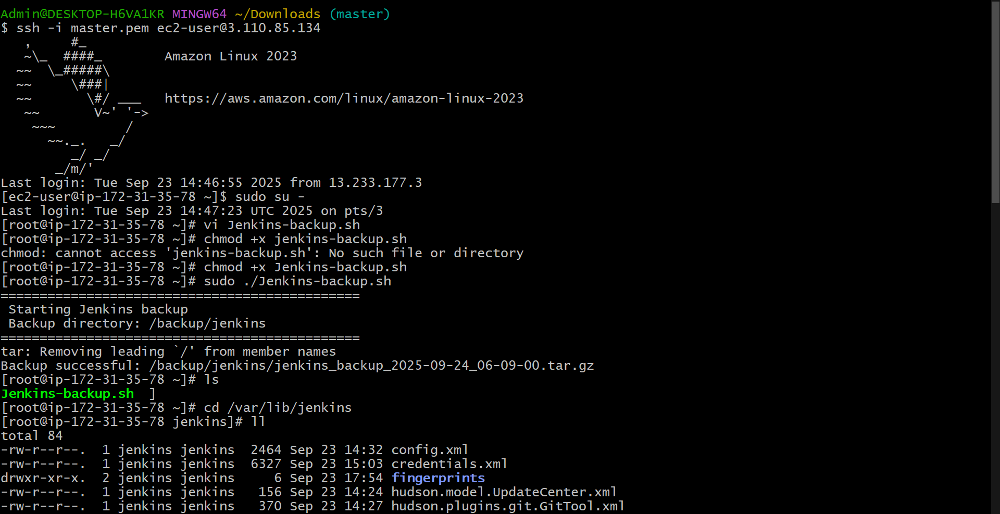 Admin@DESKTOP-H6VA1KR MINGW64 ~/Downloads (master)
$ ssh -i master.pem ec2-user@3.110.85.134
   ,     #_
   ~\_  ####_        Amazon Linux 2023
  ~~  \_#####\
  ~~     \###|
  ~~       \#/ ___   https://aws.amazon.com/linux/amazon-linux-2023
   ~~       V~' '->
    ~~~         /
      ~~._.   _/
         _/ _/
       _/m/'
Last login: Tue Sep 23 14:46:55 2025 from 13.233.177.3
[ec2-user@ip-172-31-35-78 ~]$ sudo su -
Last login: Tue Sep 23 14:47:23 UTC 2025 on pts/3
[root@ip-172-31-35-78 ~]# vi Jenkins-backup.sh
[root@ip-172-31-35-78 ~]# chmod +x jenkins-backup.sh
chmod: cannot access 'jenkins-backup.sh': No such file or directory
[root@ip-172-31-35-78 ~]# chmod +x Jenkins-backup.sh
[root@ip-172-31-35-78 ~]# sudo ./Jenkins-backup.sh
==============================================
 Starting Jenkins backup
 Backup directory: /backup/jenkins
==============================================
tar: Removing leading `/' from member names
Backup successful: /backup/jenkins/jenkins_backup_2025-09-24_06-09-00.tar.gz
[root@ip-172-31-35-78 ~]# ls
Jenkins-backup.sh  ]
[root@ip-172-31-35-78 ~]# cd /var/lib/jenkins
[root@ip-172-31-35-78 jenkins]# ll
total 84
-rw-r--r--.  1 jenkins jenkins  2464 Sep 23 14:32 config.xml
-rw-r--r--.  1 jenkins jenkins  6327 Sep 23 15:03 credentials.xml
drwxr-xr-x.  2 jenkins jenkins     6 Sep 23 17:54 fingerprints
-rw-r--r--.  1 jenkins jenkins   156 Sep 23 14:24 hudson.model.UpdateCenter.xml
-rw-r--r--.  1 jenkins jenkins   370 Sep 23 14:27 hudson.plugins.git.GitTool.xml